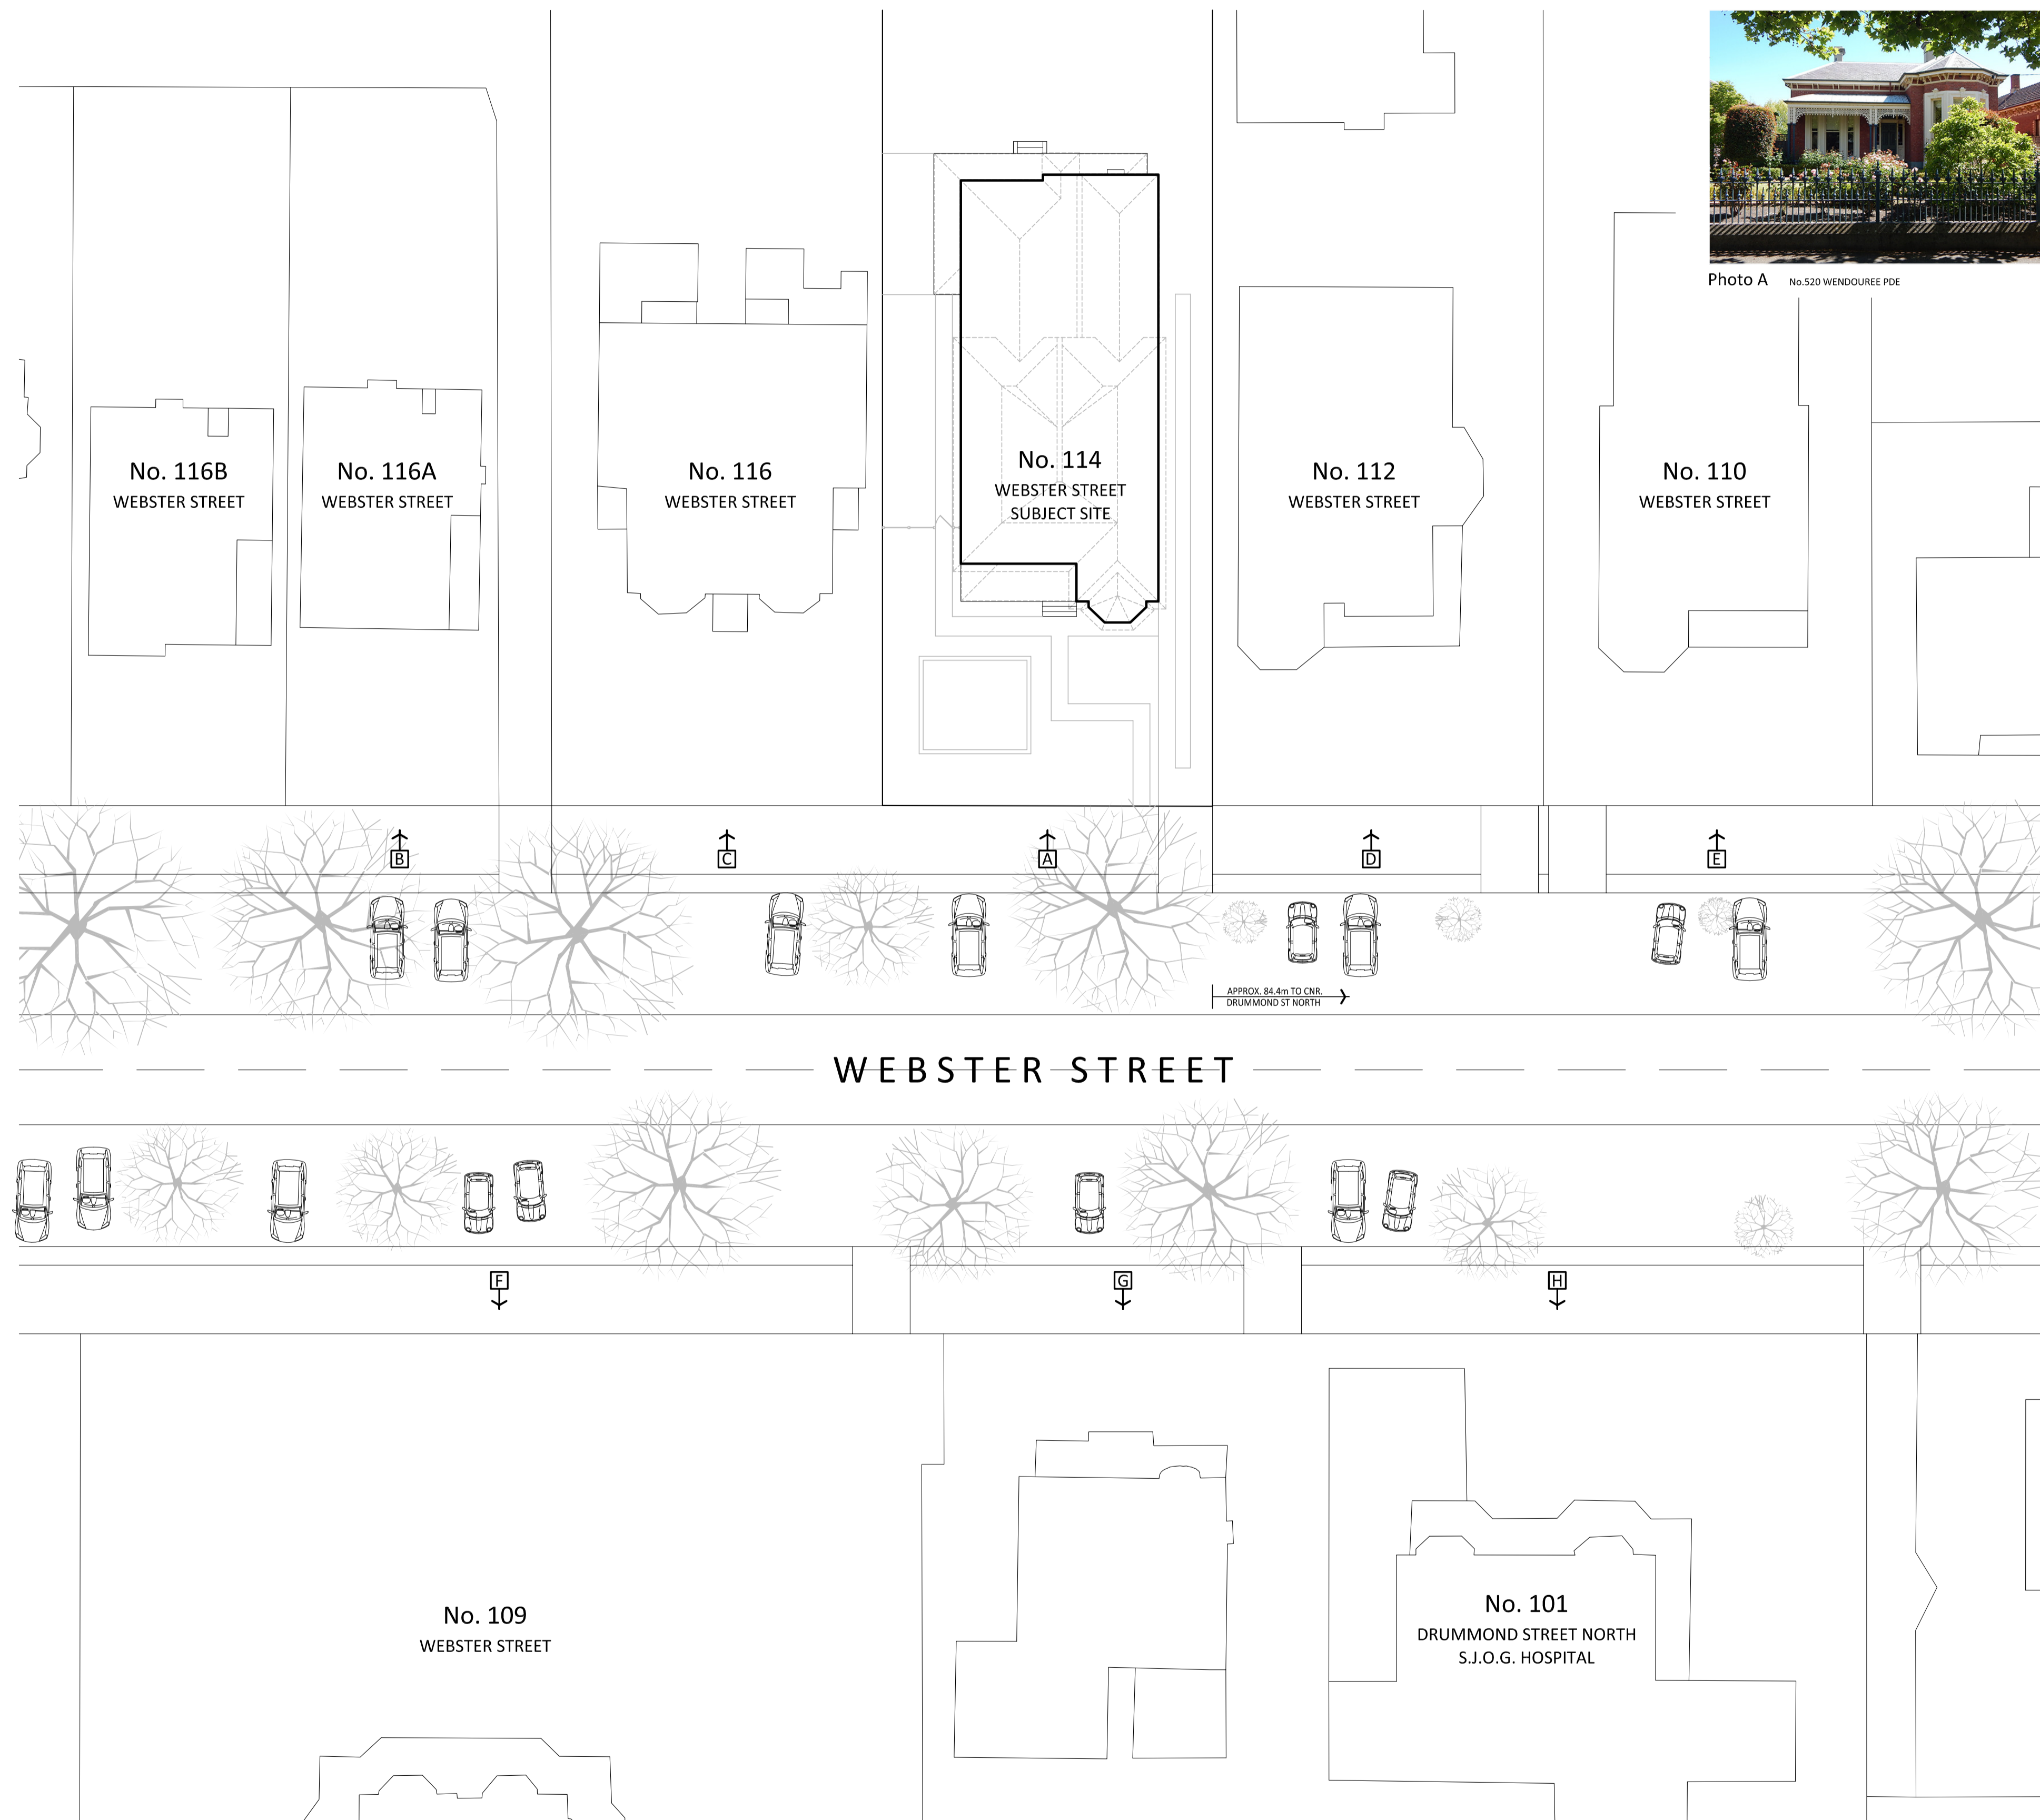 Photo A No.520 WENDOUREE PDE
No. 116B
WEBSTER STREET
No. 116A
WEBSTER STREET
No. 116
WEBSTER STREET
No. 114
WEBSTER STREET
SUBJECT SITE
No. 112
WEBSTER STREET
No. 110
WEBSTER STREET
B
C
A
D
E
APPROX. 84.4m TO CNR.
DRUMMOND ST NORTH
WEBSTER STREET
F
G
H
No. 109
WEBSTER STREET
No. 101
DRUMMOND STREET NORTH
S.J.O.G. HOSPITAL